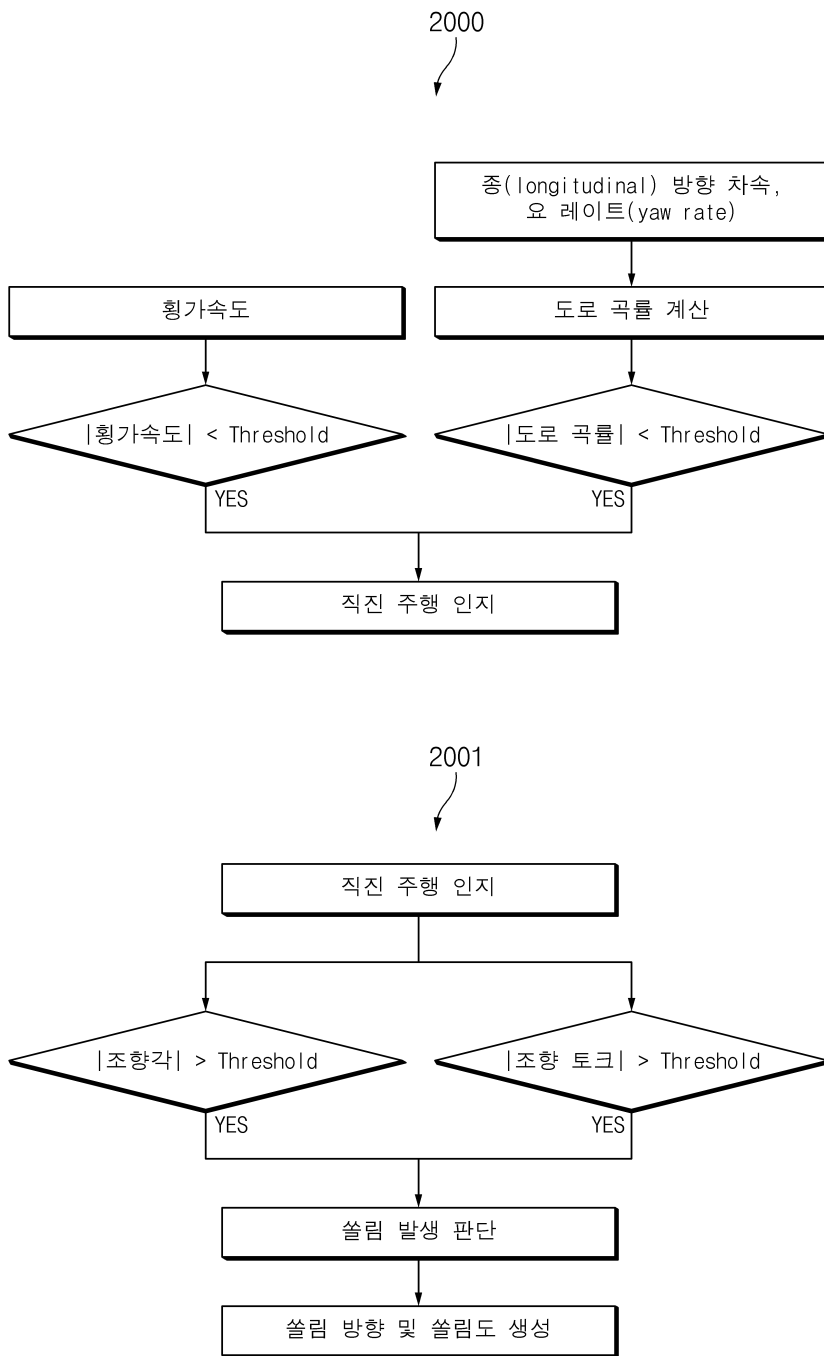 2000
종(longitudinal) 방향 차속,
요 레이트(yaw rate)
횡가속도
도로 곡률 계산
|횡가속도| < Threshold
|도로 곡률| < Threshold
YES
YES
직진 주행 인지
2001
직진 주행 인지
|조향각| > Threshold
|조향 토크| > Threshold
YES
YES
쏠림 발생 판단
쏠림 방향 및 쏠림도 생성